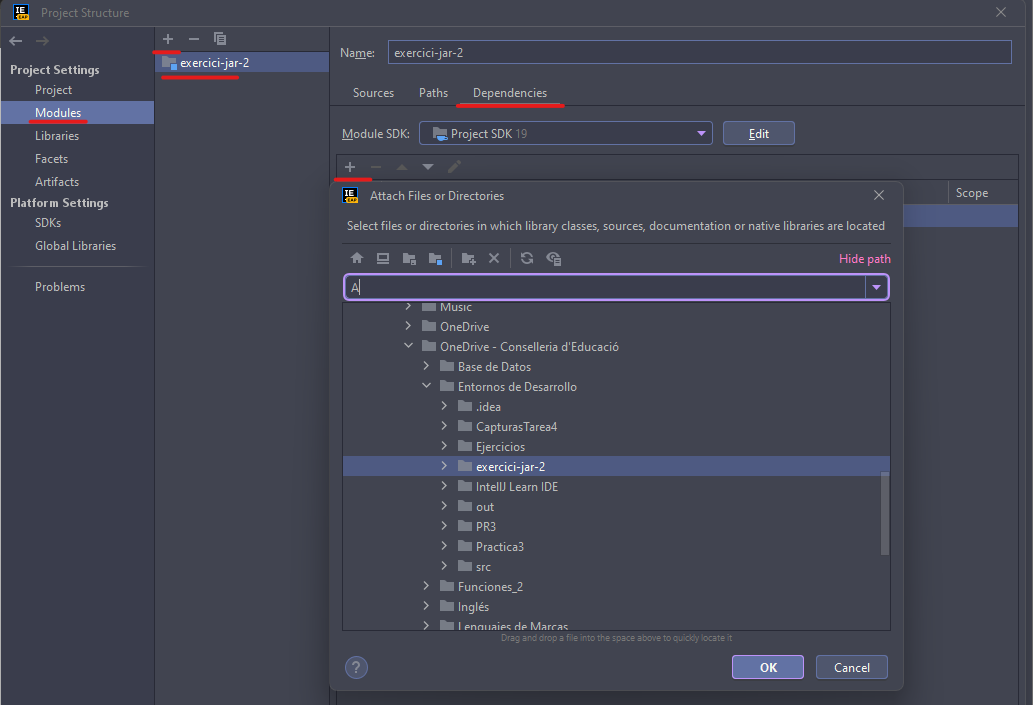 Project Structure
Project Settings
Project
Modules
Libraries
Facets
Artifacts
Platform Settings
SDKs
Global Libraries
Problems
exercici-jar-2
Name: exercici-jar-2
Sources Paths Dependencies
Module SDK: Project SDK 19 Edit
Scope
Attach Files or Directories
Select files or directories in which library classes, sources, documentation or native libraries are located
Hide path
A
Music
OneDrive
OneDrive - Conselleria d'Educació
Base de Datos
Entornos de Desarrollo
.idea
CapturasTarea4
Ejercicios
exercici-jar-2
IntellJ Learn IDE
out
PR3
Practica3
src
Funciones_2
Inglés
Lenguajes de Marcas
Drag and drop a file into the space above to quickly locate it
? OK Cancel